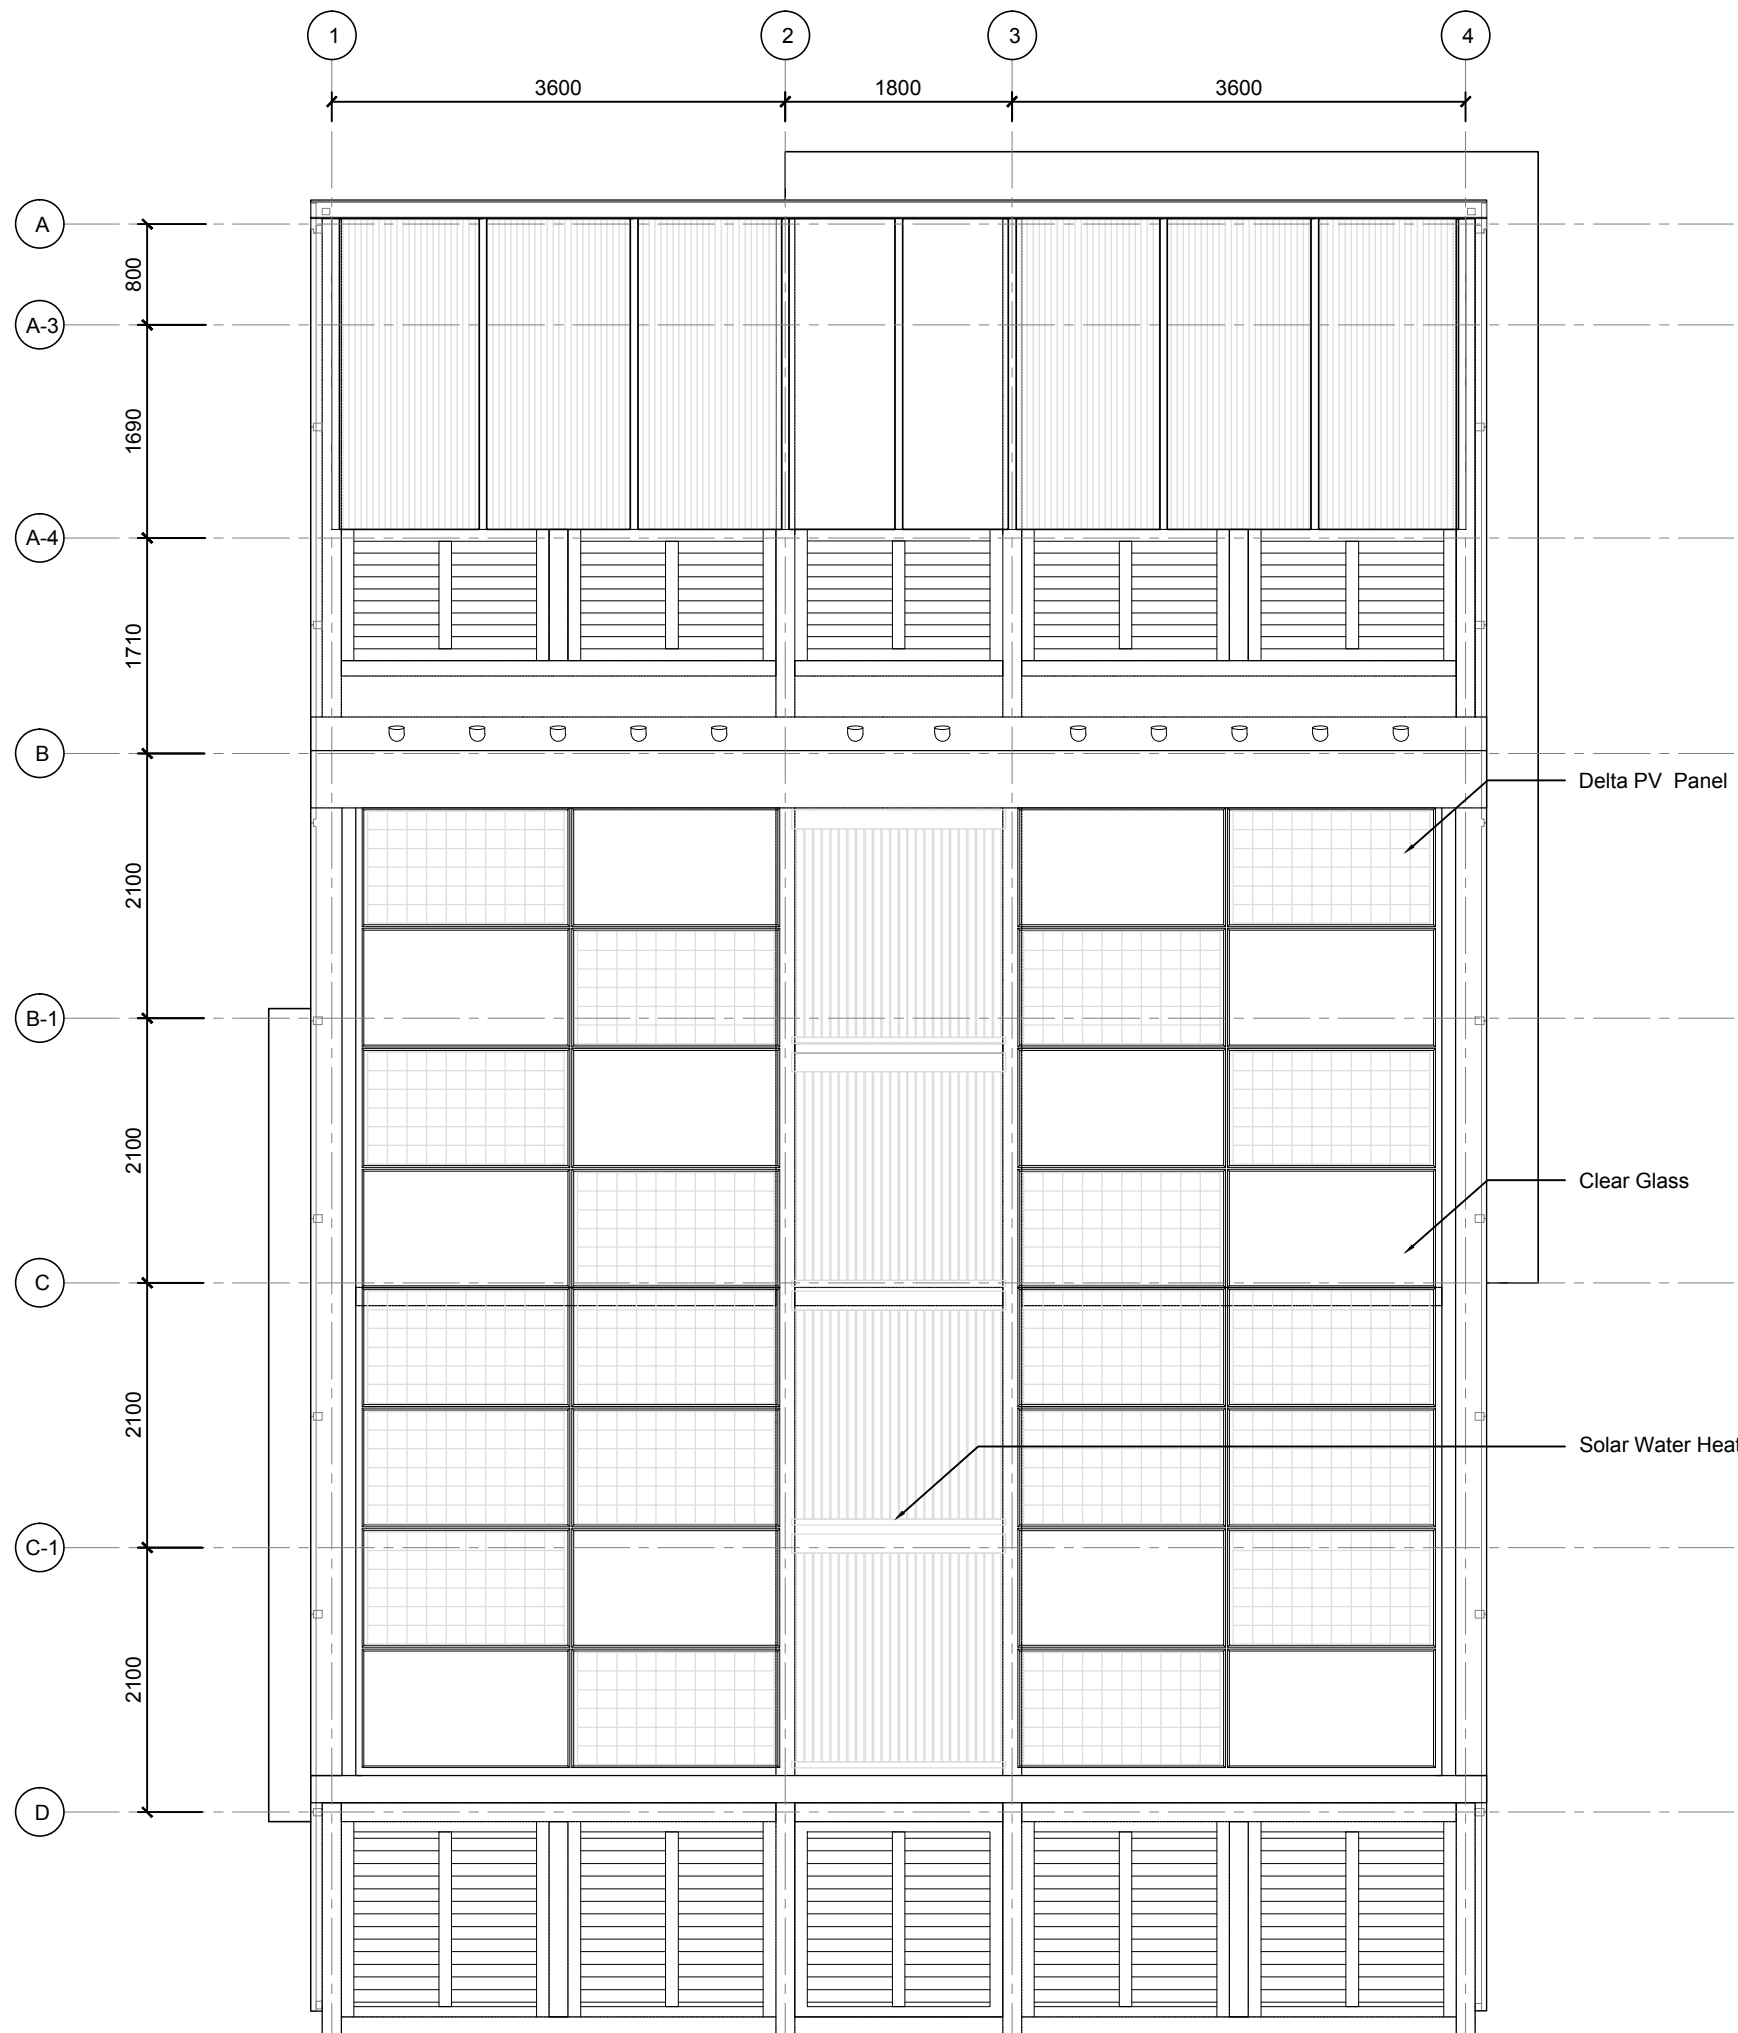 1 2 3 4
3600 1800 3600
A
800
A-3
1690
A-4
1710
B
Delta PV Panel
2100
B-1
2100
Clear Glass
C
2100
Solar Water Heat
C-1
2100
D